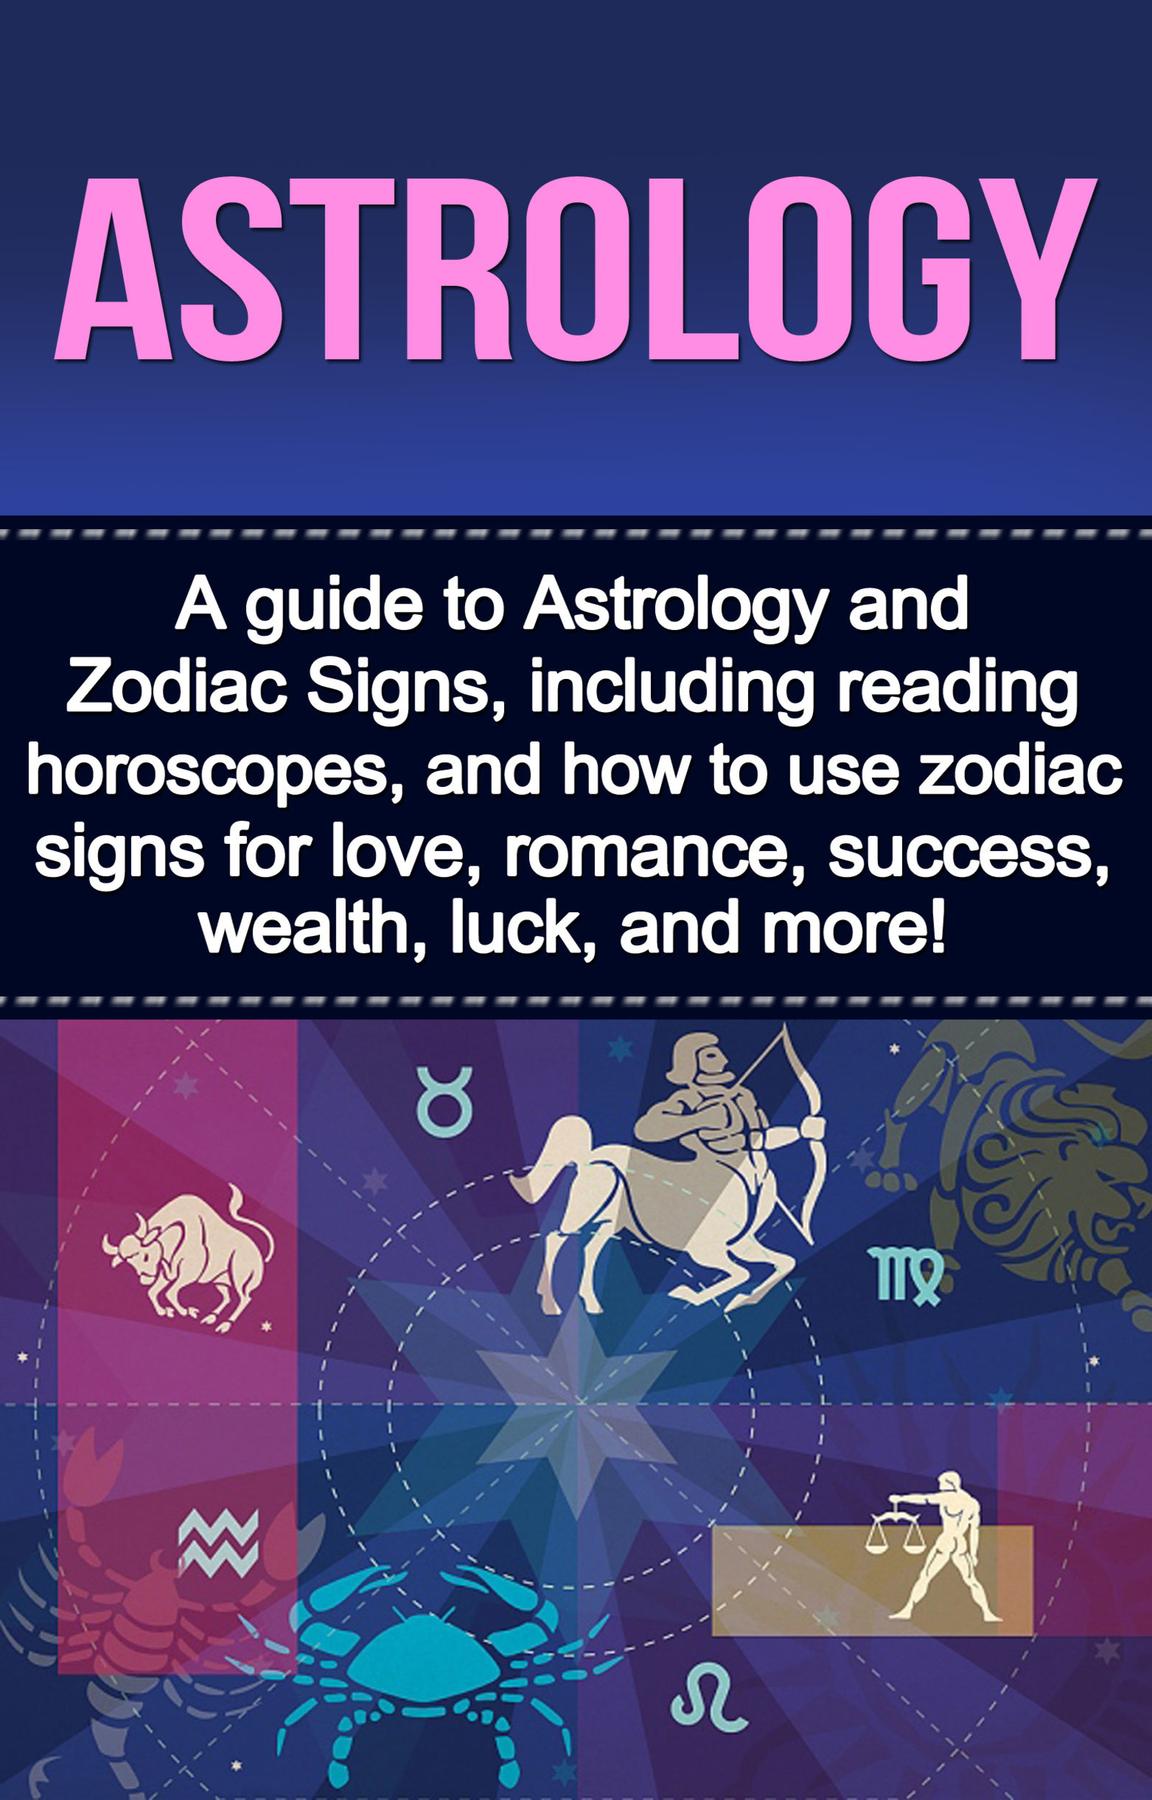 ASTROLOGY
A guide to Astrology and
Zodiac Signs, including reading
horoscopes, and how to use zodiac
signs for love, romance, success,
wealth, luck, and more!